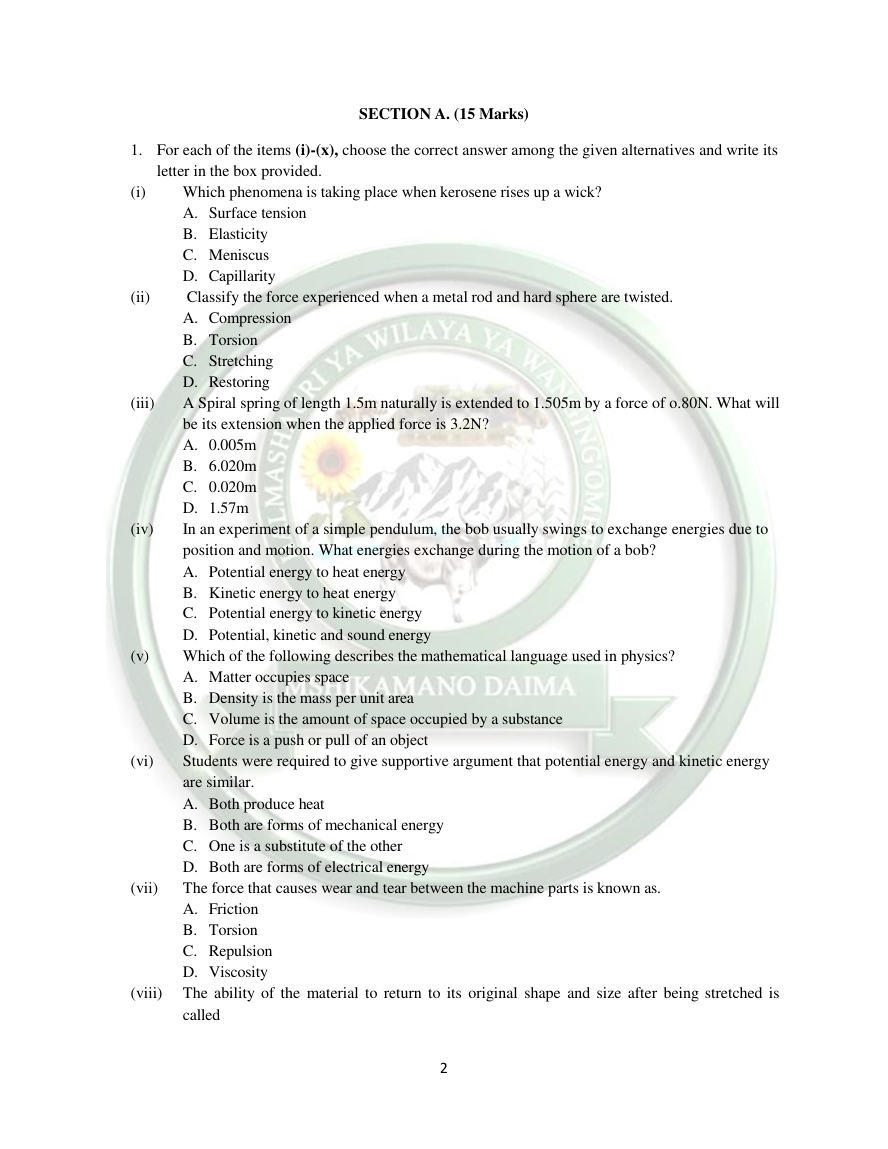 SECTION A. (15 Marks)
1. For each of the items (i)-(x), choose the correct answer among the given alternatives and write its
letter in the box provided.
(i) Which phenomena is taking place when kerosene rises up a wick?
A. Surface tension
B. Elasticity
C. Meniscus
D. Capillarity
(ii) Classify the force experienced when a metal rod and hard sphere are twisted.
A. Compression
B. Torsion
C. Stretching
D. Restoring
(iii) A Spiral spring of length 1.5m naturally is extended to 1.505m by a force of o.80N. What will
be its extension when the applied force is 3.2N?
A. 0.005m
B. 6.020m
C. 0.020m
D. 1.57m
(iv) In an experiment of a simple pendulum, the bob usually swings to exchange energies due to
position and motion. What energies exchange during the motion of a bob?
A. Potential energy to heat energy
B. Kinetic energy to heat energy
C. Potential energy to kinetic energy
D. Potential, kinetic and sound energy
(v) Which of the following describes the mathematical language used in physics?
A. Matter occupies space
B. Density is the mass per unit area
C. Volume is the amount of space occupied by a substance
D. Force is a push or pull of an object
(vi) Students were required to give supportive argument that potential energy and kinetic energy
are similar.
A. Both produce heat
B. Both are forms of mechanical energy
C. One is a substitute of the other
D. Both are forms of electrical energy
(vii) The force that causes wear and tear between the machine parts is known as.
A. Friction
B. Torsion
C. Repulsion
D. Viscosity
(viii) The ability of the material to return to its original shape and size after being stretched is
called
2
WILAYA YA WANGING'OMBE
MSHIKAMANO DAIMA